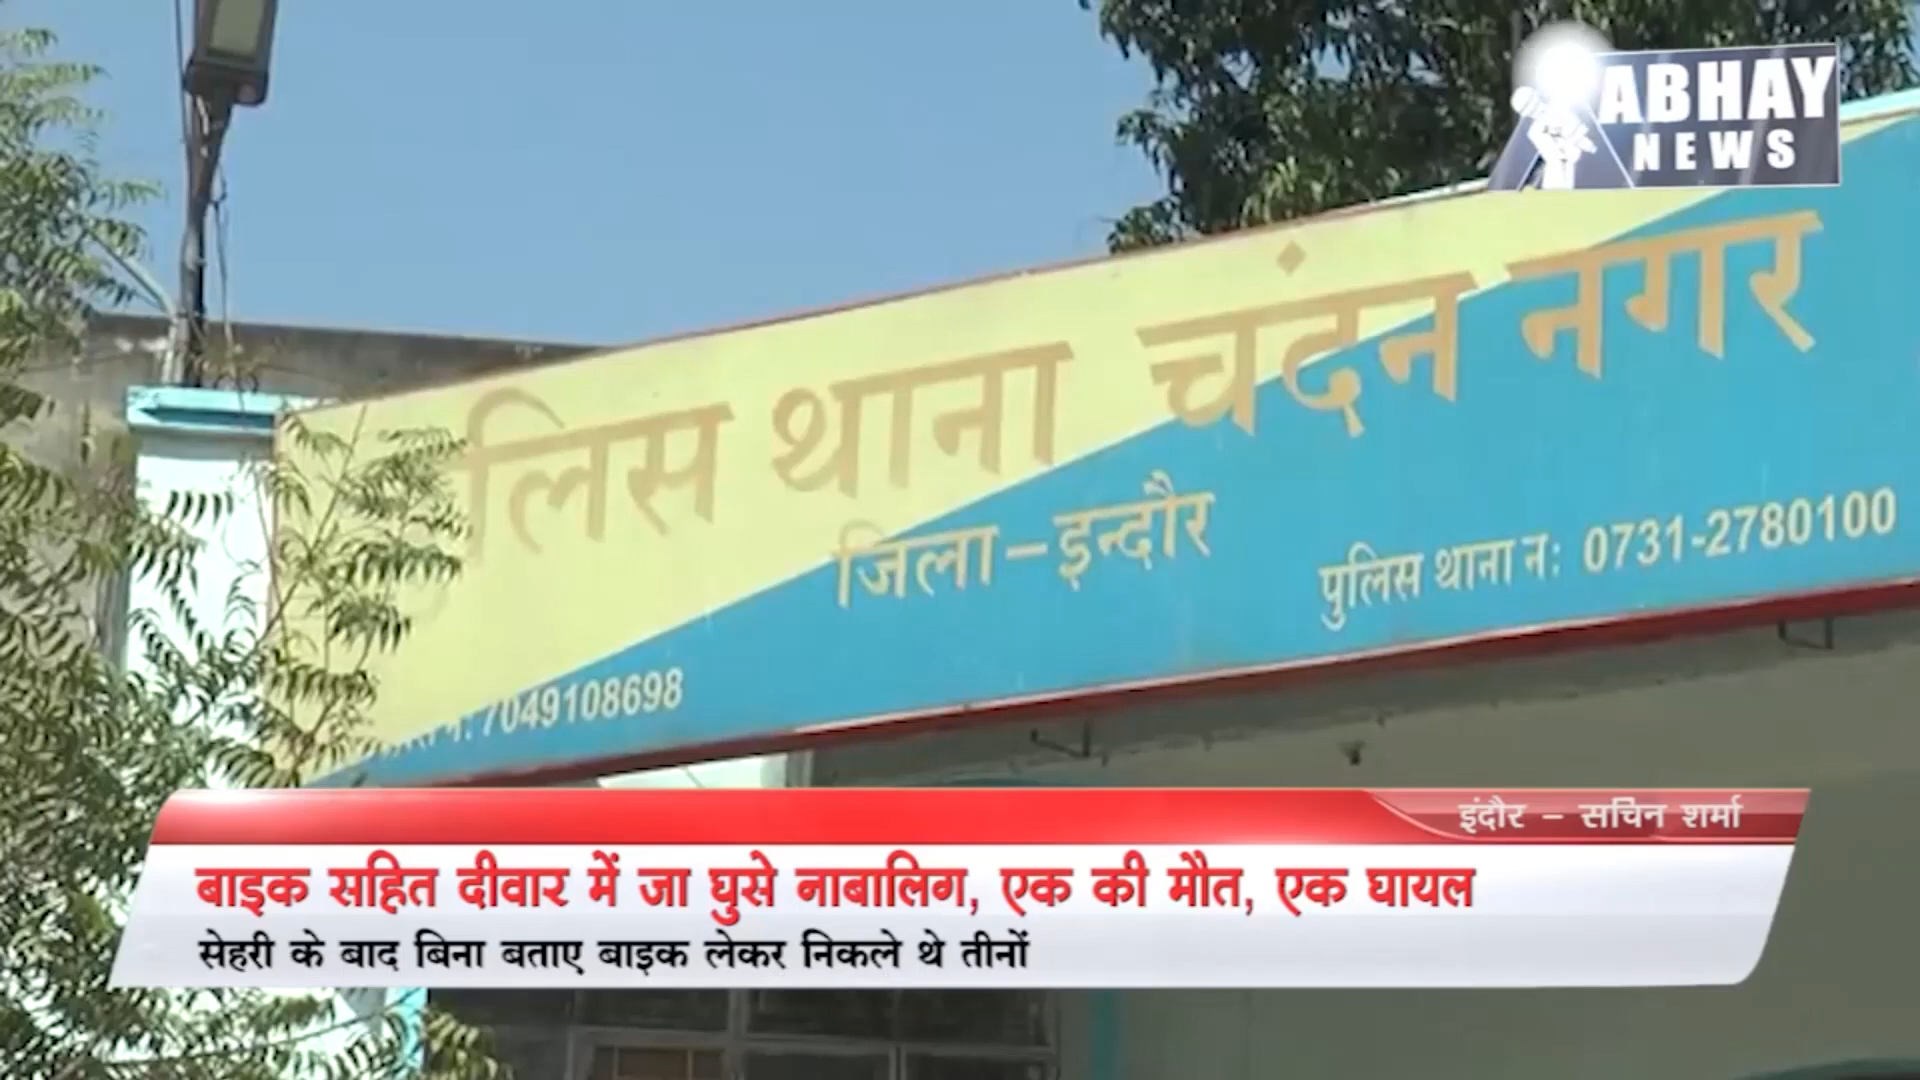 ABHAY
NEWS
लिस थाना चंदन नगर
जिला-इन्दौर
पुलिस थाना न: 0731-2780100
न: 7049108698
इंदौर - सचिन शर्मा
बाइक सहित दीवार में जा घुसे नाबालिग, एक की मौत, एक घायल
सेहरी के बाद बिना बताए बाइक लेकर निकले थे तीनों